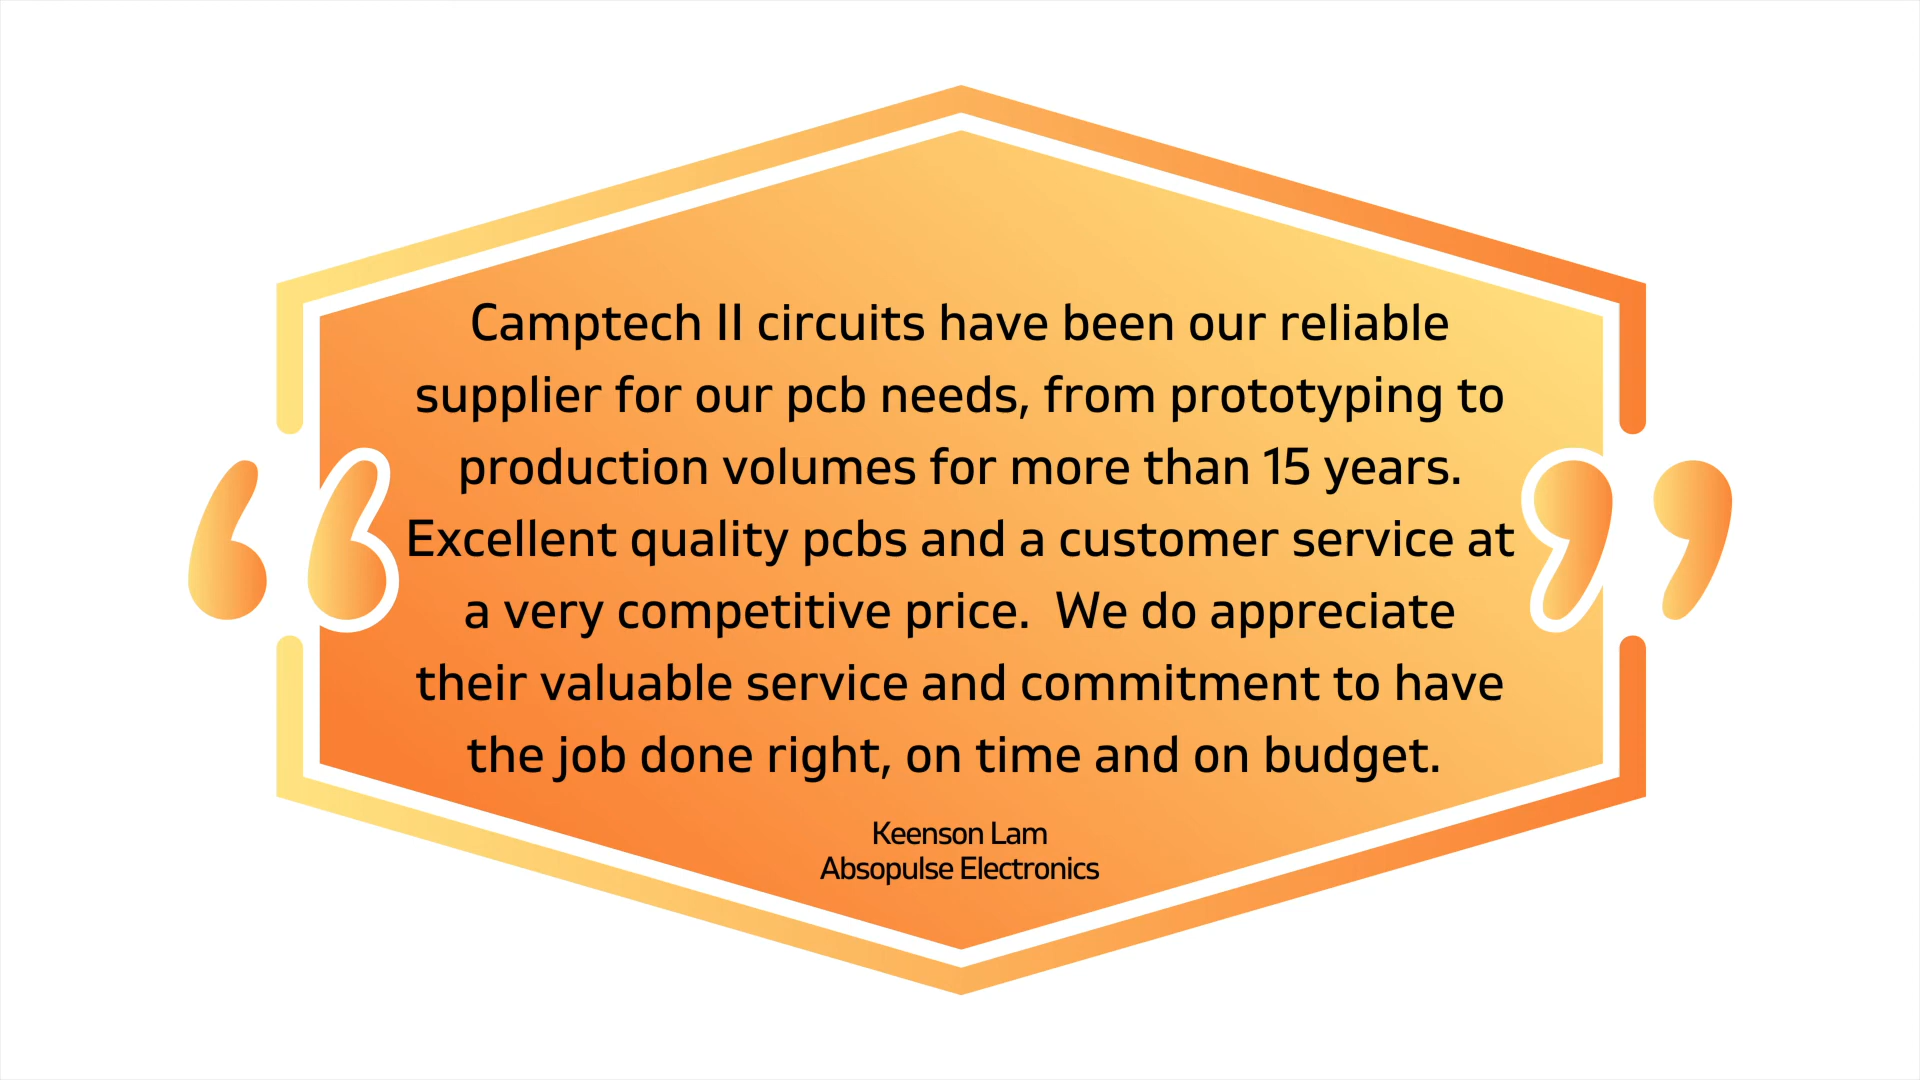 Camptech II circuits have been our reliable
supplier for our pcb needs, from prototyping to
production volumes for more than 15 years.
Excellent quality pcbs and a customer service at
a very competitive price.  We do appreciate
their valuable service and commitment to have
the job done right, on time and on budget.
Keenson Lam
Absopulse Electronics